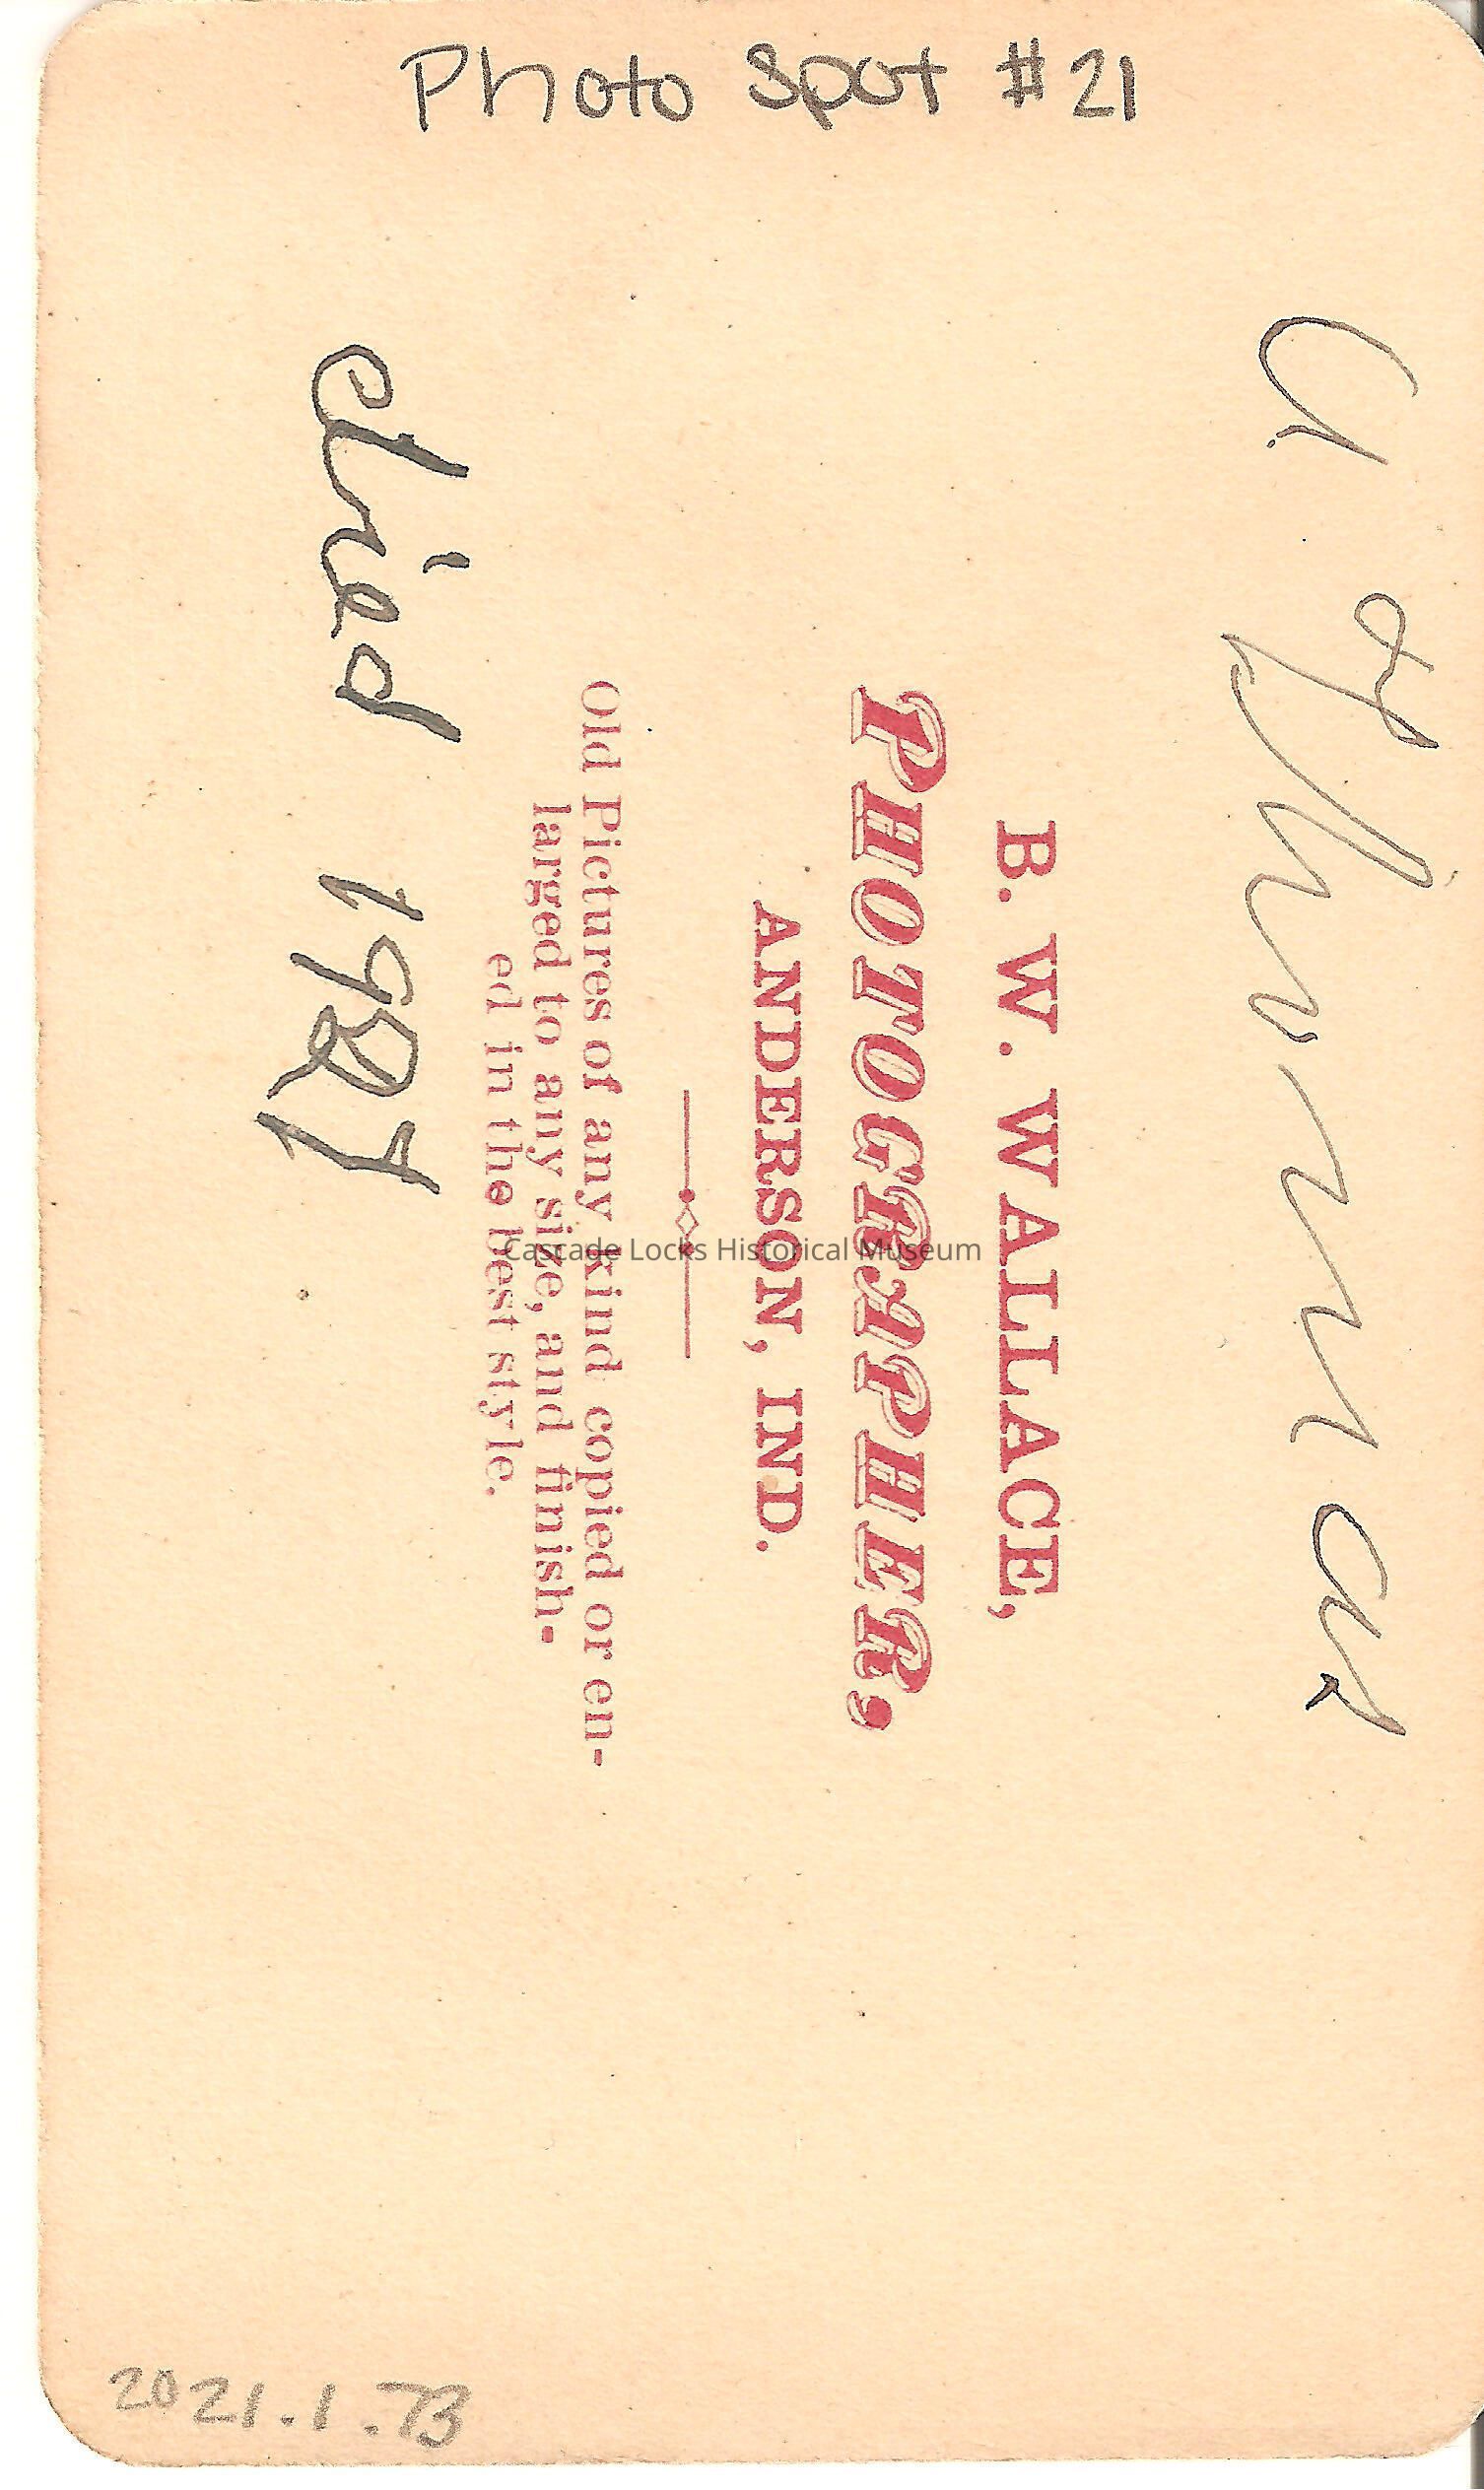 Photo Spot #21
B. W. WALLACE,
PHOTOGRAPHER,
ANDERSON, IND.
Old Pictures of any kind copied or en-
larged to any size, and finish-
ed in the best style.
died
2021.1.73
Cascade Locks Historical Museum